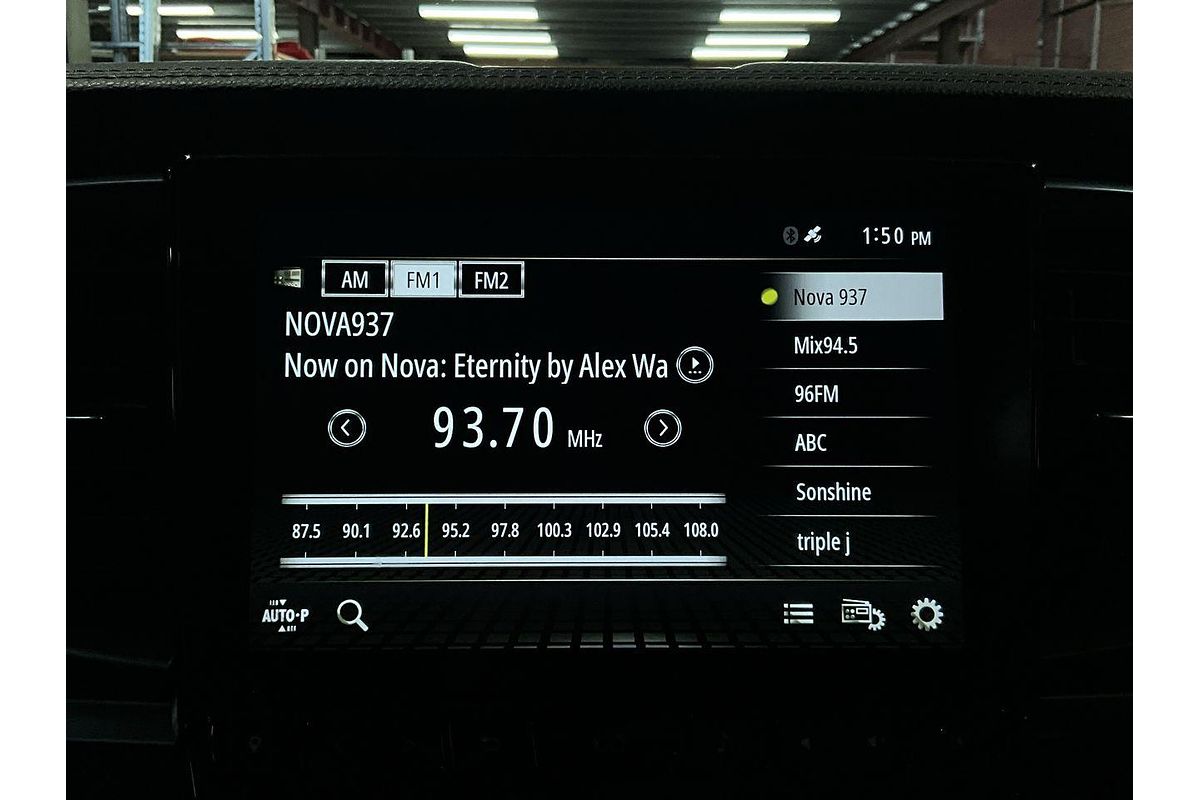 1:50 PM
AM FM1 FM2
NOVA937
Now on Nova: Eternity by Alex Wa
93.70 MHz
87.5 90.1 92.6 95.2 97.8 100.3 102.9 105.4 108.0
Nova 937
Mix94.5
96FM
ABC
Sonshine
triple j
AUTO·P